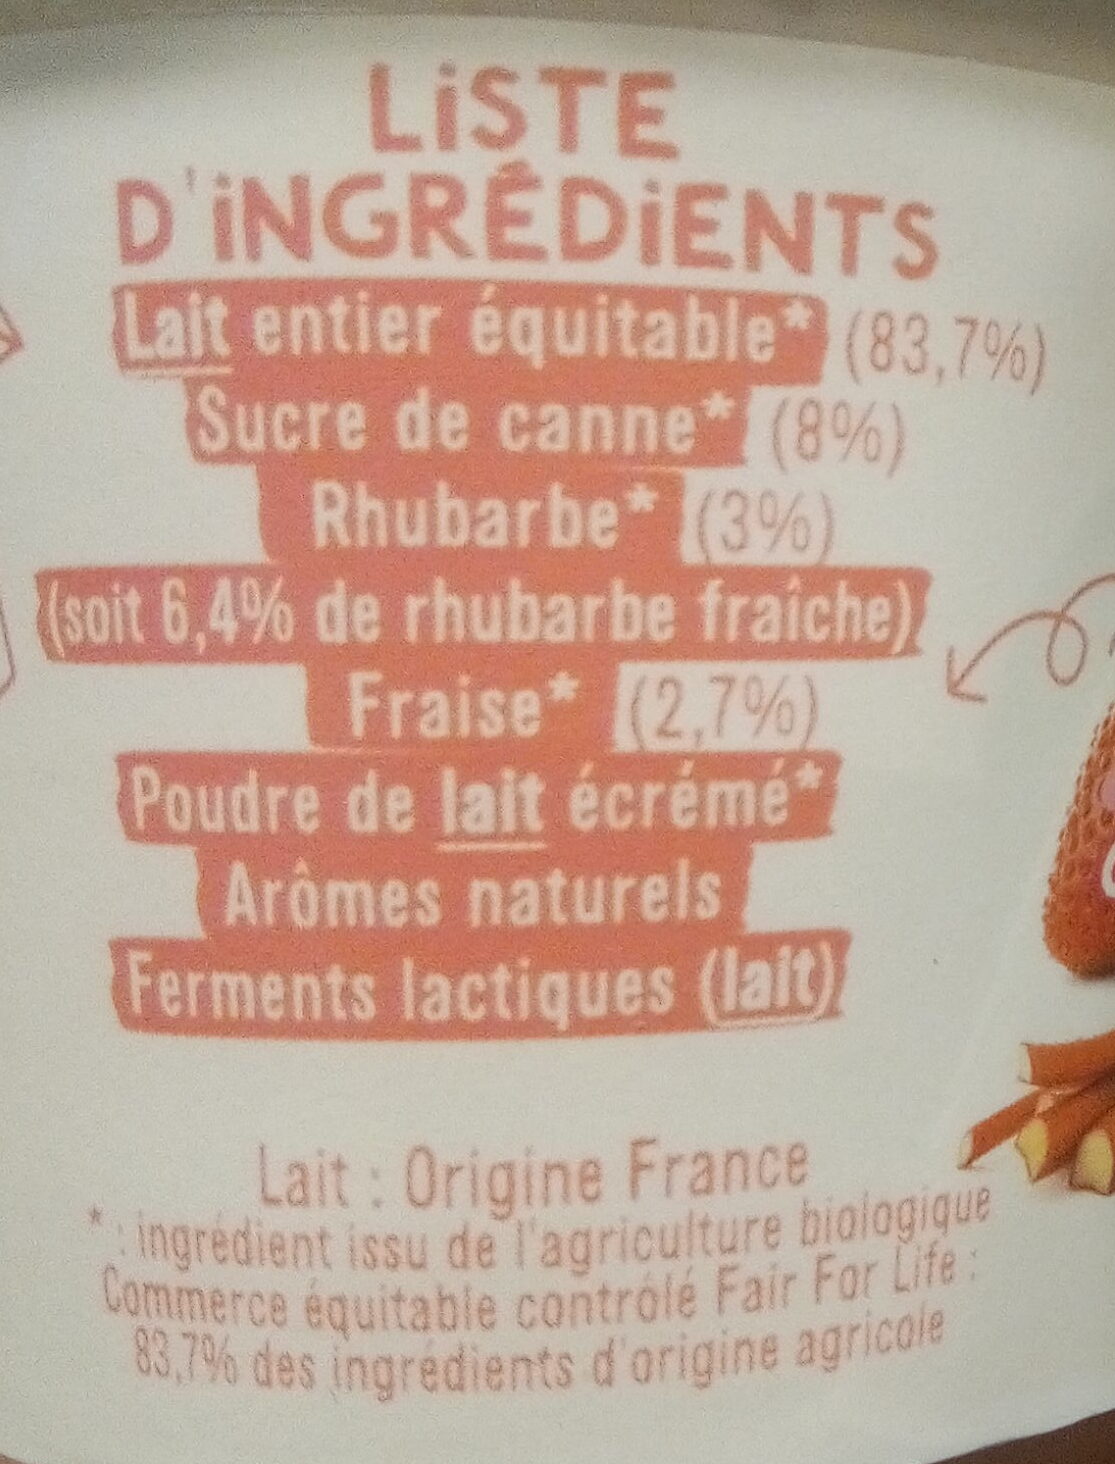 LiSTE
D'iNGRÉDiENTS
Lait entier équitable* (83,7%)
Sucre de canne* (8%)
Rhubarbe* (3%)
(soit 6,4% de rhubarbe fraîche)
Fraise* (2,7%)
Poudre de lait écrémé*
Arômes naturels
Ferments lactiques (lait)
Lait : Origine France
* : ingrédient issu de l'agriculture biologique
Commerce équitable contrôlé Fair For Life :
83,7% des ingrédients d'origine agricole